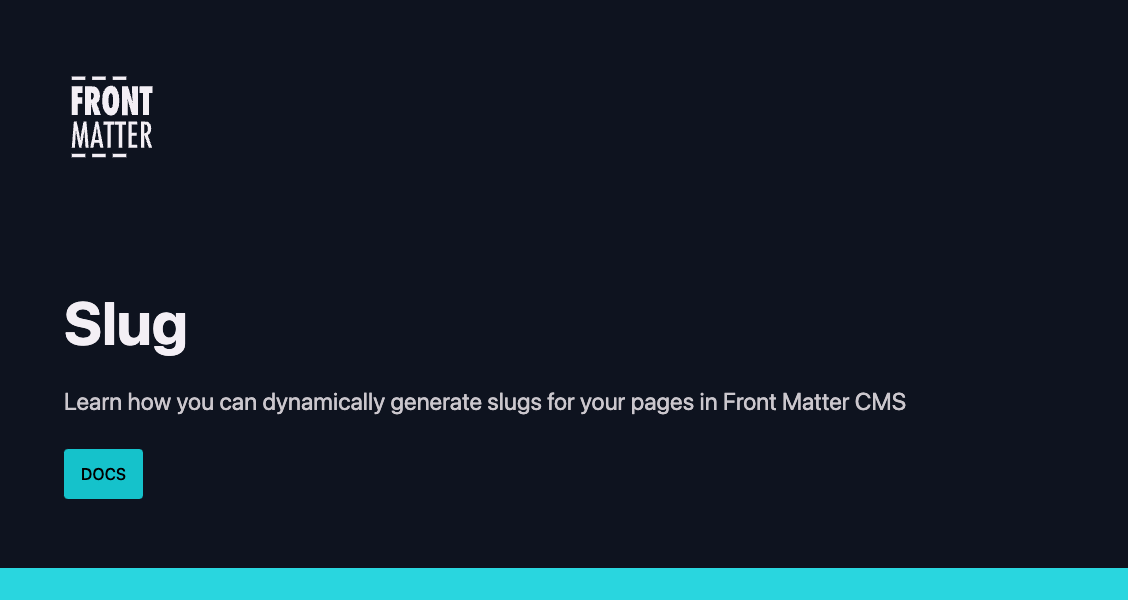 FRONT
MATTER
Slug
Learn how you can dynamically generate slugs for your pages in Front Matter CMS
DOCS